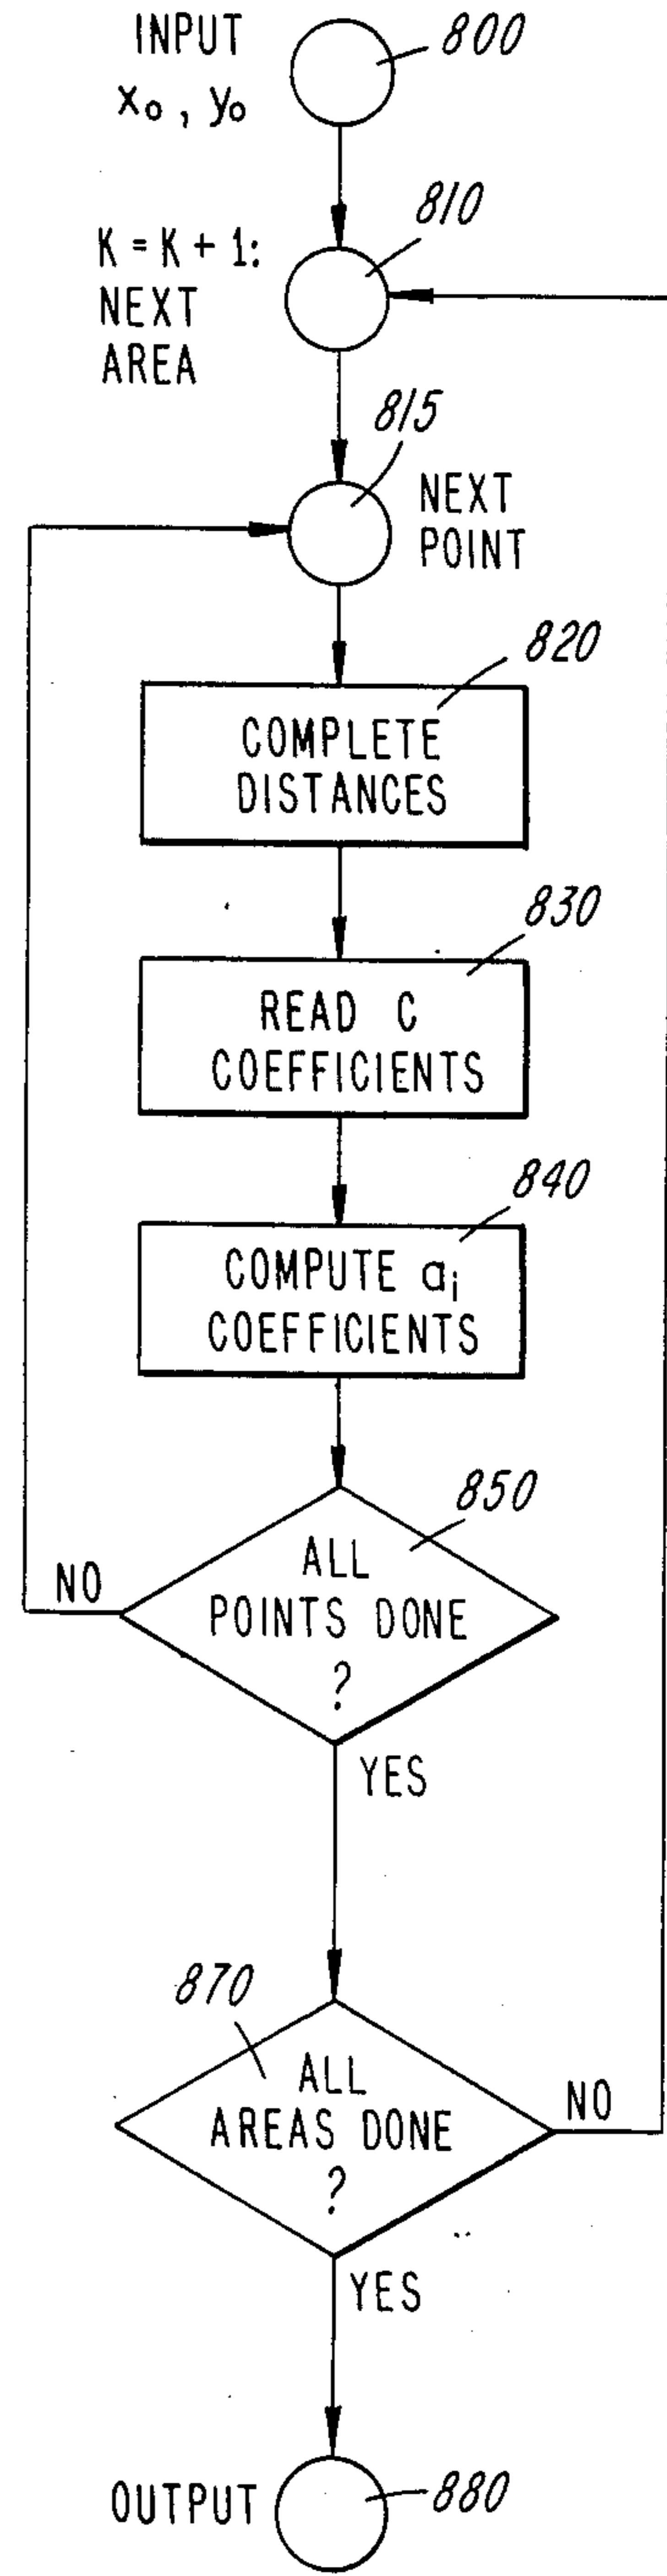 INPUT
x₀, y₀
800
810
K = K + 1:
NEXT
AREA
815
NEXT
POINT
820
COMPLETE
DISTANCES
830
READ C
COEFFICIENTS
840
COMPUTE aᵢ
COEFFICIENTS
850
ALL
POINTS DONE
?
NO
YES
870
ALL
AREAS DONE
?
NO
YES
OUTPUT
880